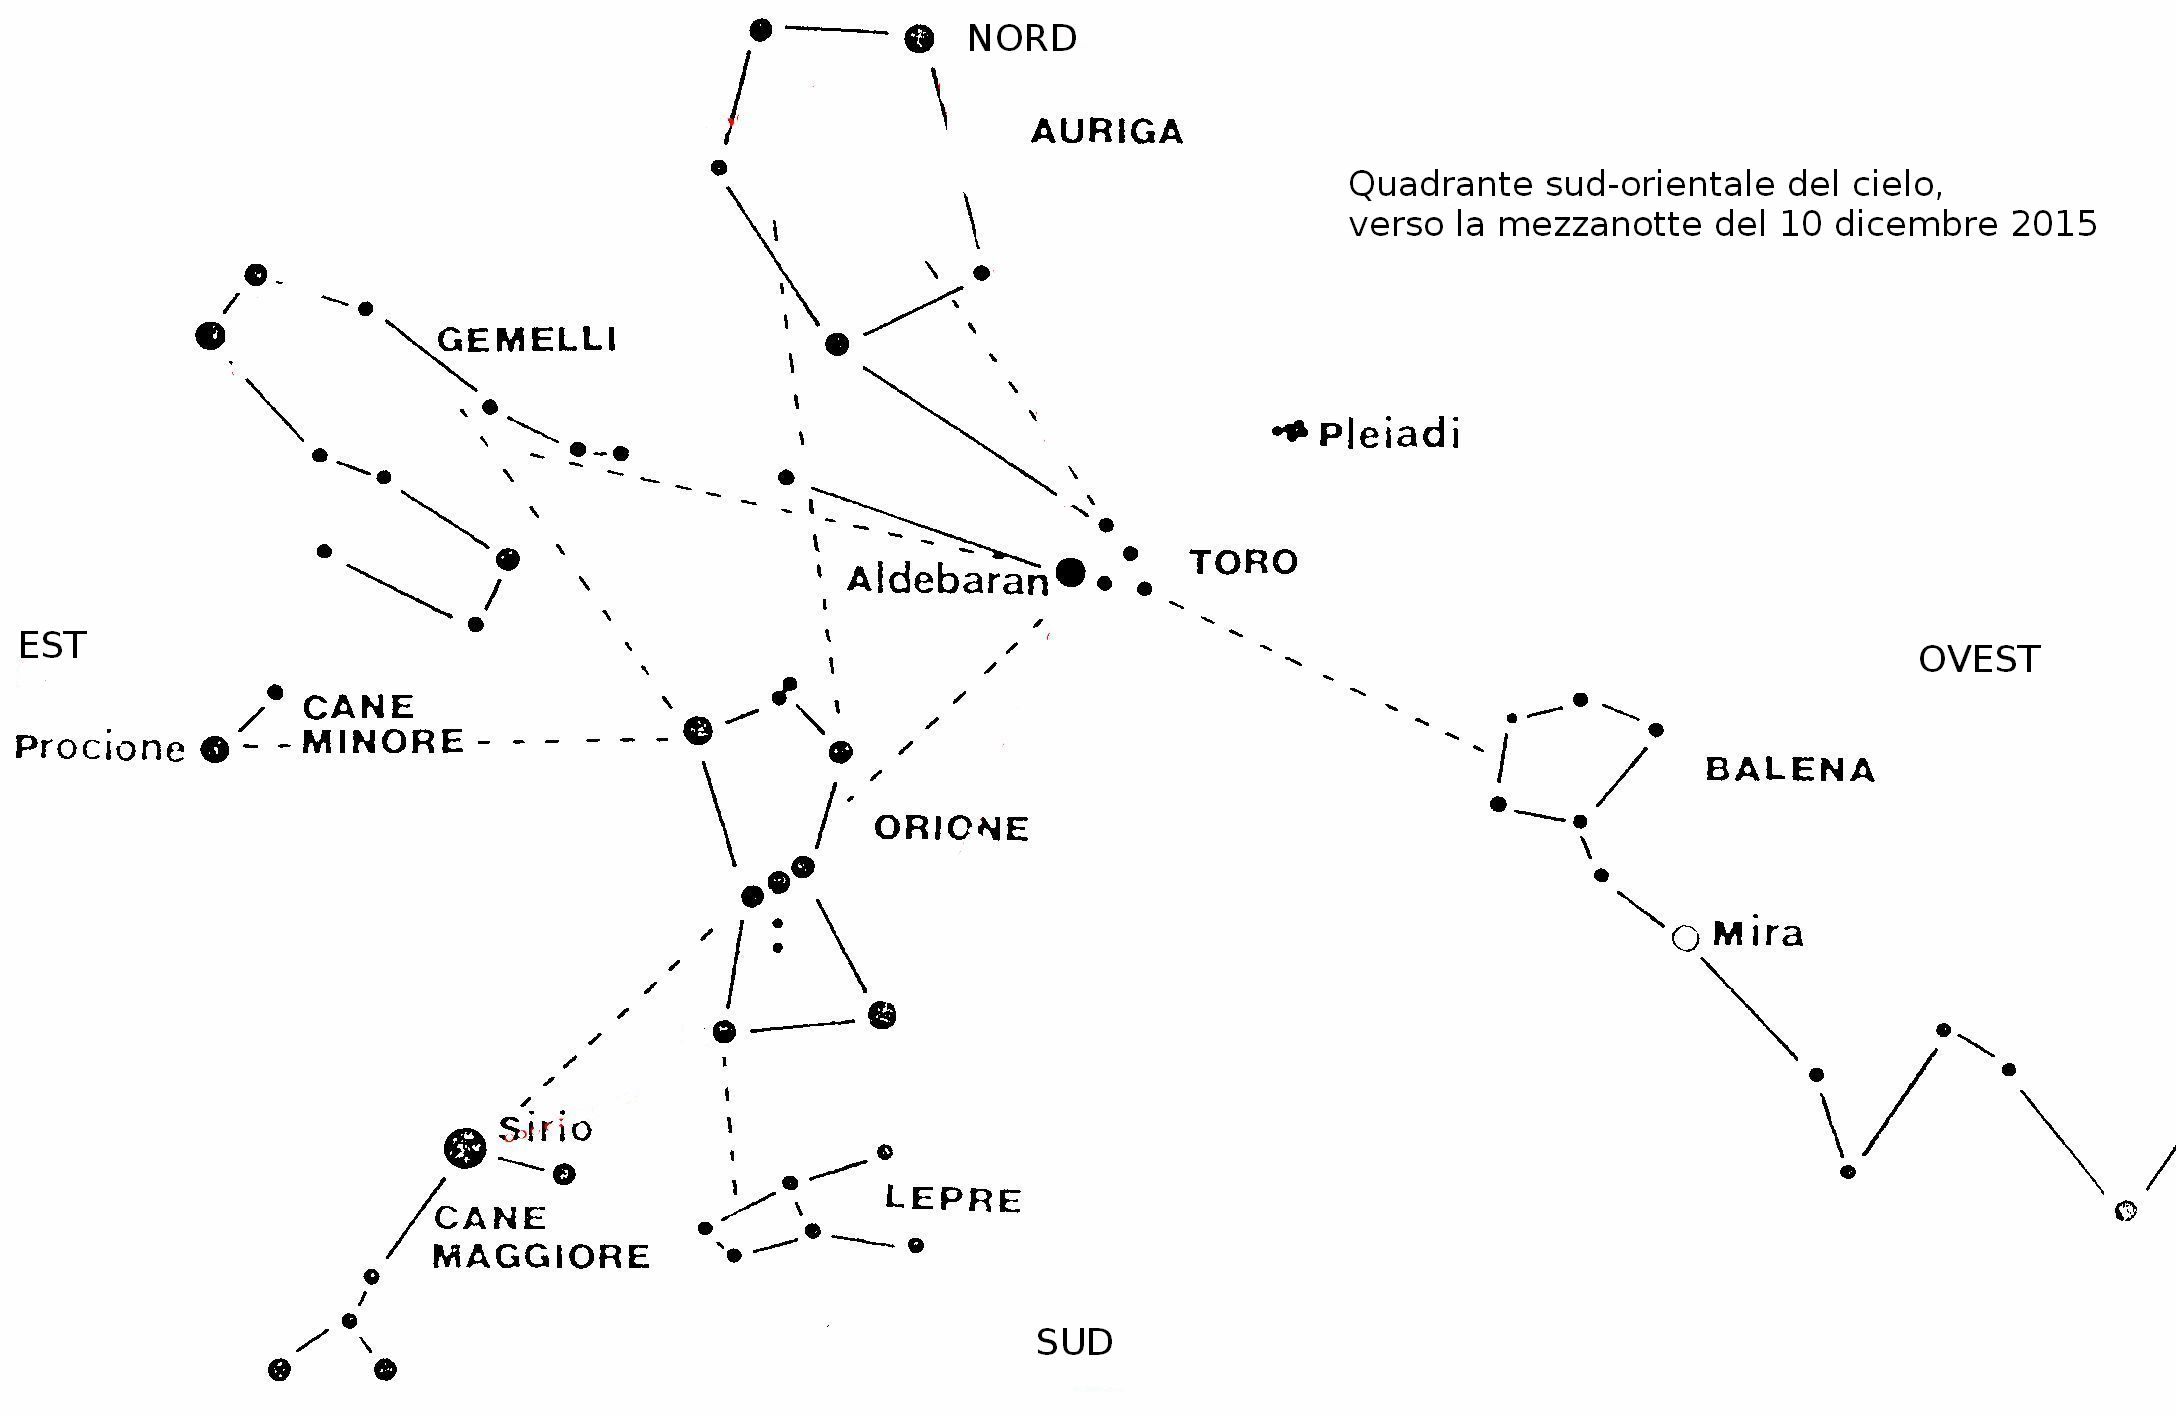 NORD
AURIGA
Quadrante sud-orientale del cielo,
verso la mezzanotte del 10 dicembre 2015
GEMELLI
Pleiadi
TORO
Aldebaran
EST
OVEST
CANE
MINORE
Procione
BALENA
ORIONE
Mira
Sirio
LEPRE
CANE
MAGGIORE
SUD